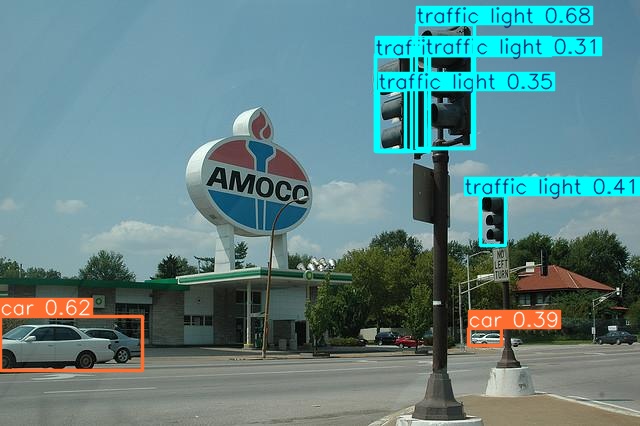 traffic light 0.68
traf
traffic light 0.31
traffic light 0.35
AMOCO
traffic light 0.41
NO
LEFT
TURN
car 0.62
car 0.39